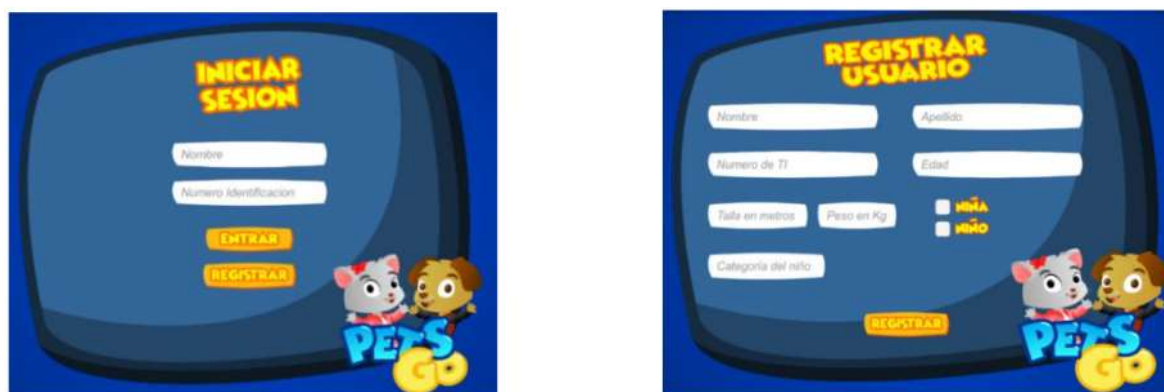 INICIAR
SESION
Nombre
Numero Identificacion
ENTRAR
REGISTRAR
PETS
GO
REGISTRAR
USUARIO
Nombre
Apellido
Numero de TI
Edad
Talla en metros
Peso en Kg
NIÑA
NIÑO
Categoria del niño
REGISTRAR
PETS
GO